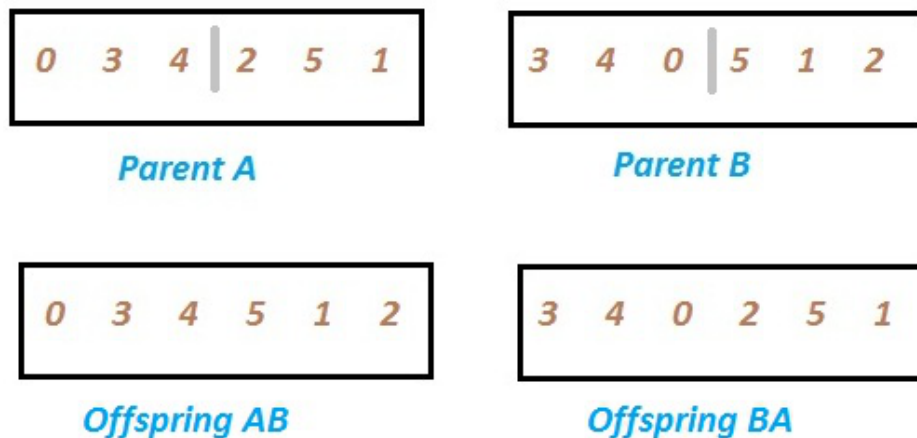 0 3 4 2 5 1
3 4 0 5 1 2
Parent A
Parent B
0 3 4 5 1 2
3 4 0 2 5 1
Offspring AB
Offspring BA